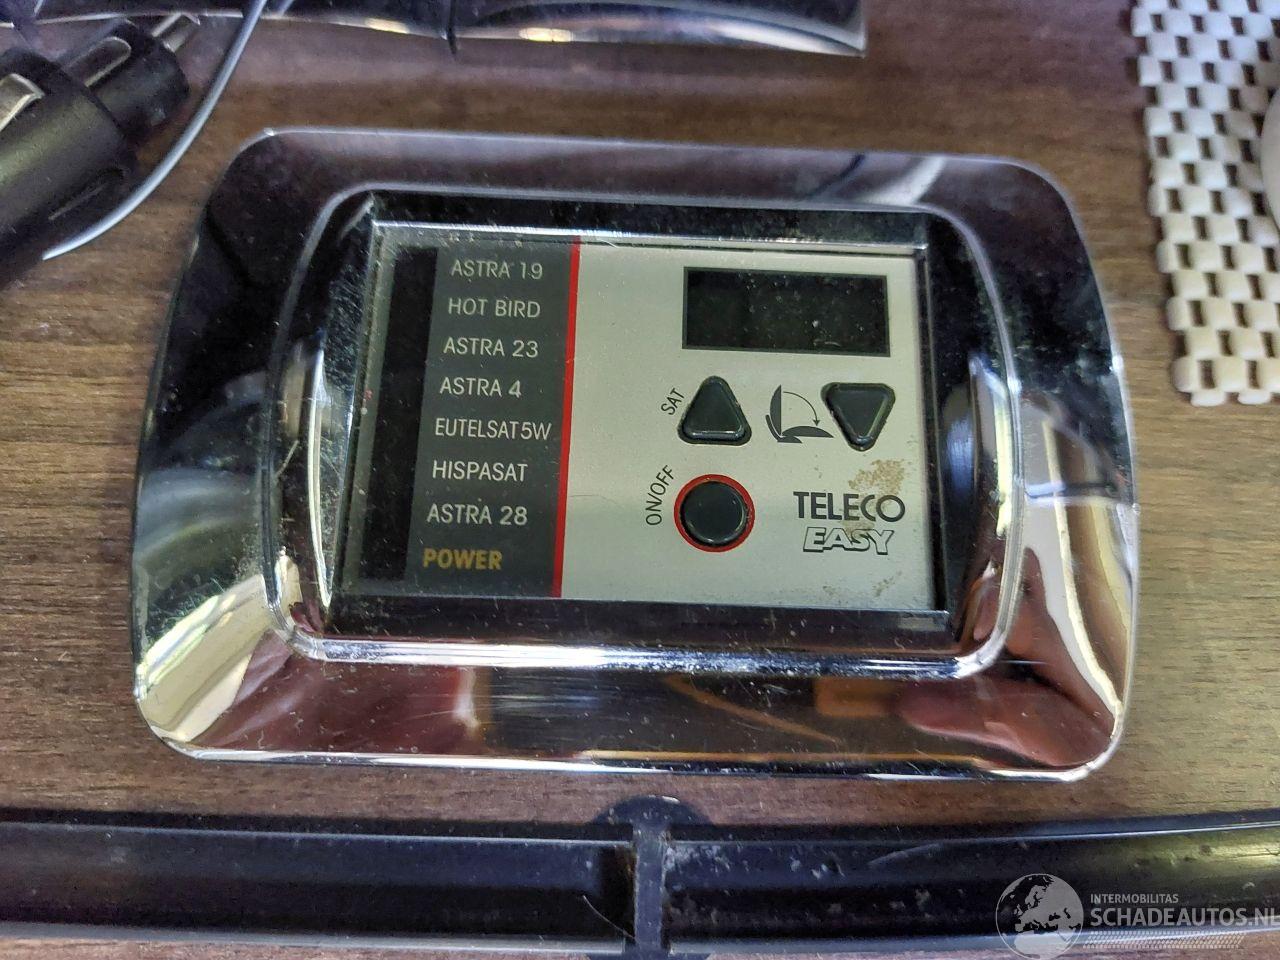 ASTRA 19
HOT BIRD
ASTRA 23
ASTRA 4
EUTELSAT5W
HISPASAT
ASTRA 28
POWER
SAT
ON/OFF
TELECO
EASY
INTERMOBILITAS
SCHADEAUTOS.NL